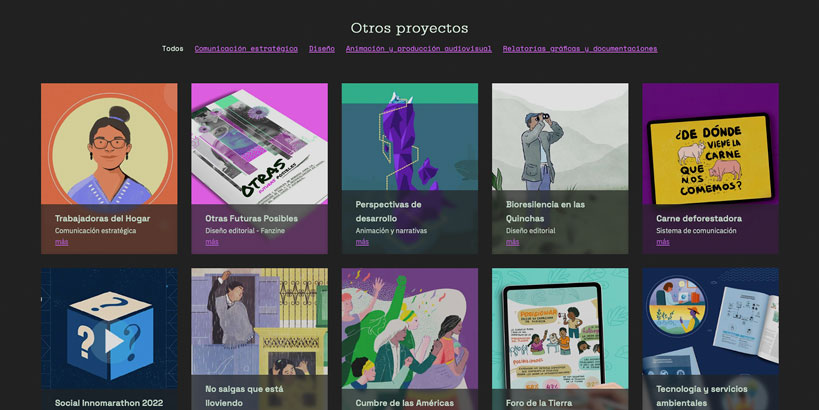 Otros proyectos
Todos Comunicación estratégica Diseño Animación y producción audiovisual Relatorías gráficas y documentaciones
OTRAS
¿DE DÓNDE
VIENE LA
CARNE
QUE
NOS
COMEMOS?
Trabajadoras del Hogar
Comunicación estratégica
más
Otras Futuras Posibles
Diseño editorial - Fanzine
más
Perspectivas de
desarrollo
Animación y narrativas
más
Bioresilencia en las
Quinchas
Diseño editorial
más
Carne deforestadora
Sistema de comunicación
más
?
?
?
Social Innomarathon 2022
No salgas que está
lloviendo
Cumbre de las Américas
Foro de la Tierra
Tecnología y servicios
ambientales